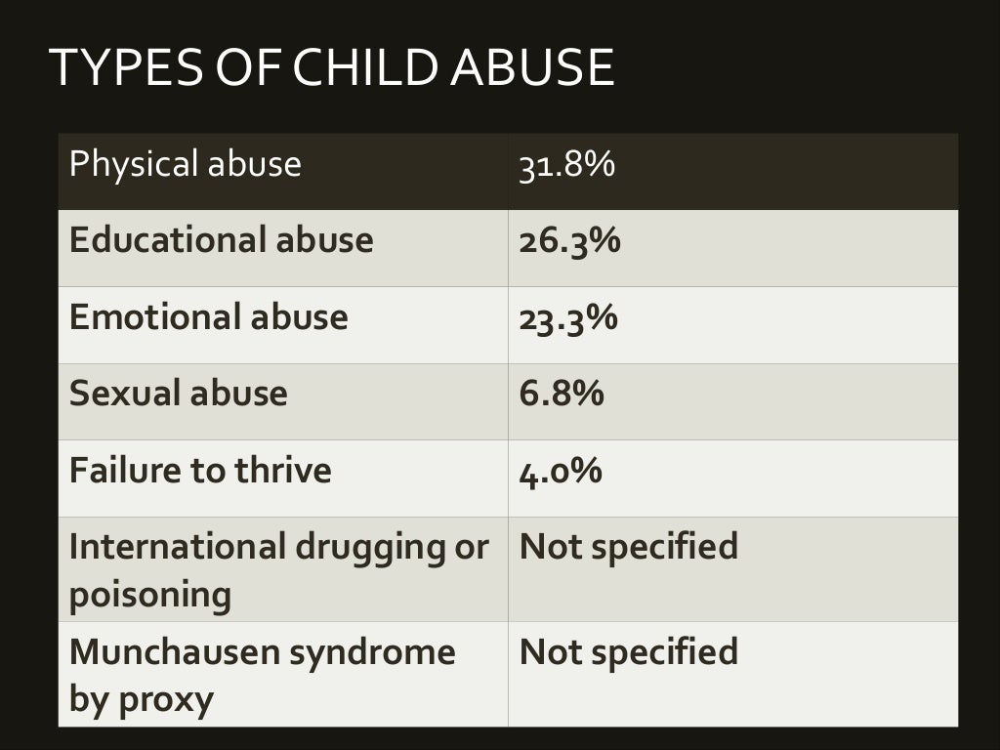 TYPES OF CHILD ABUSE
Physical abuse 31.8%
Educational abuse 26.3%
Emotional abuse 23.3%
Sexual abuse 6.8%
Failure to thrive 4.0%
International drugging or Not specified
poisoning
Munchausen syndrome Not specified
by proxy